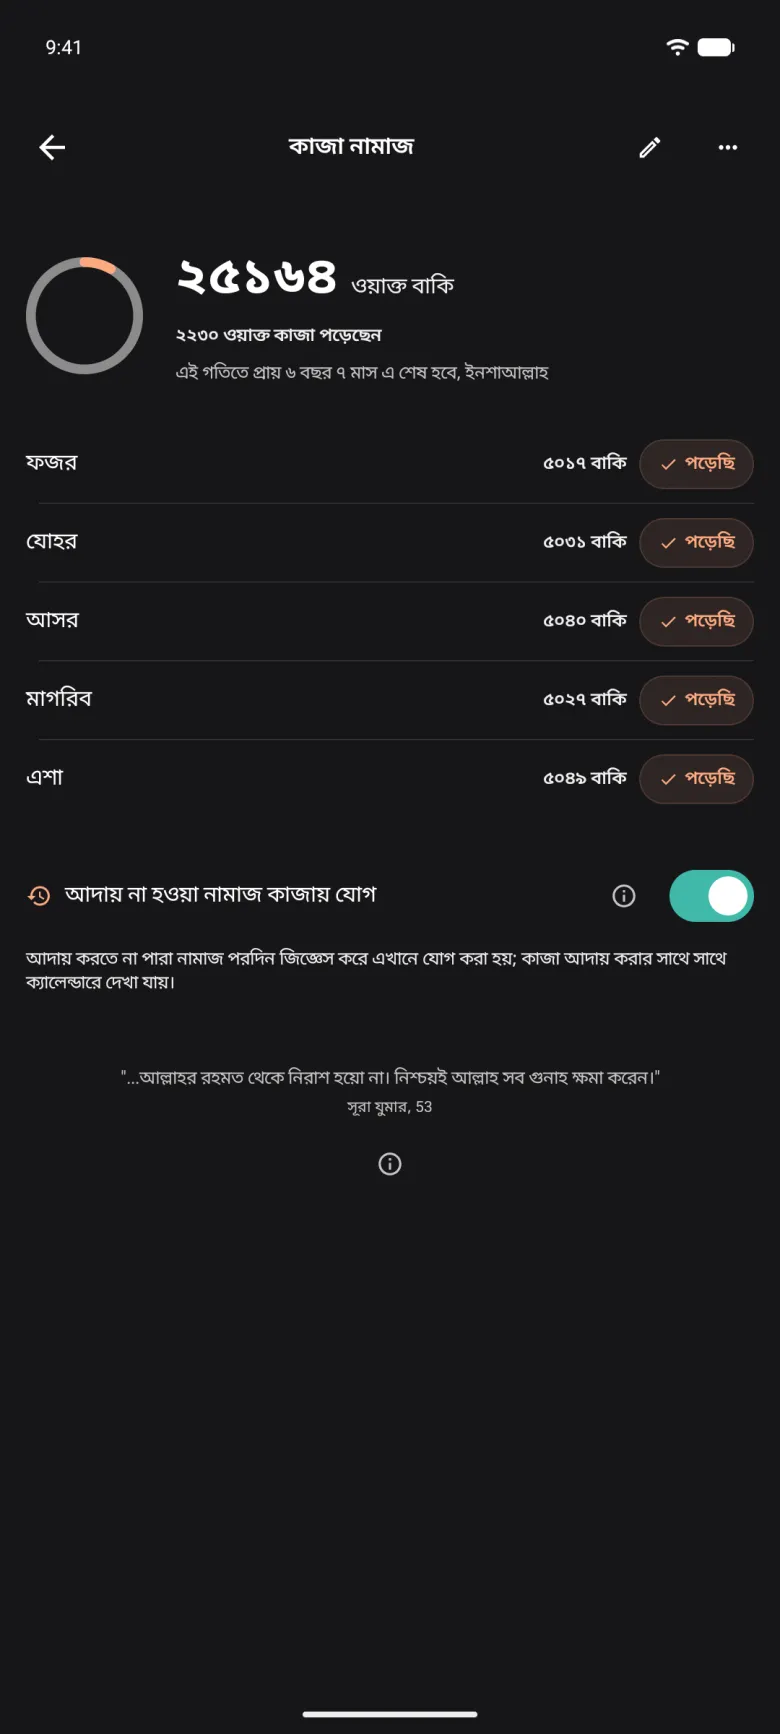 9:41
কাজা নামাজ
২৫১৬৪ ওয়াক্ত বাকি
২২৩০ ওয়াক্ত কাজা পড়েছেন
এই গতিতে প্রায় ৬ বছর ৭ মাস এ শেষ হবে, ইনশাআল্লাহ
ফজর ৫০১৭ বাকি পড়েছি
যোহর ৫০৩১ বাকি পড়েছি
আসর ৫০৪০ বাকি পড়েছি
মাগরিব ৫০২৭ বাকি পড়েছি
এশা ৫০৪৯ বাকি পড়েছি
আদায় না হওয়া নামাজ কাজায় যোগ
আদায় করতে না পারা নামাজ পরদিন জিজ্ঞেস করে এখানে যোগ করা হয়; কাজা আদায় করার সাথে সাথে
ক্যালেন্ডারে দেখা যায়।
"...আল্লাহর রহমত থেকে নিরাশ হয়ো না। নিশ্চয়ই আল্লাহ সব গুনাহ ক্ষমা করেন।"
সূরা যুমার, 53